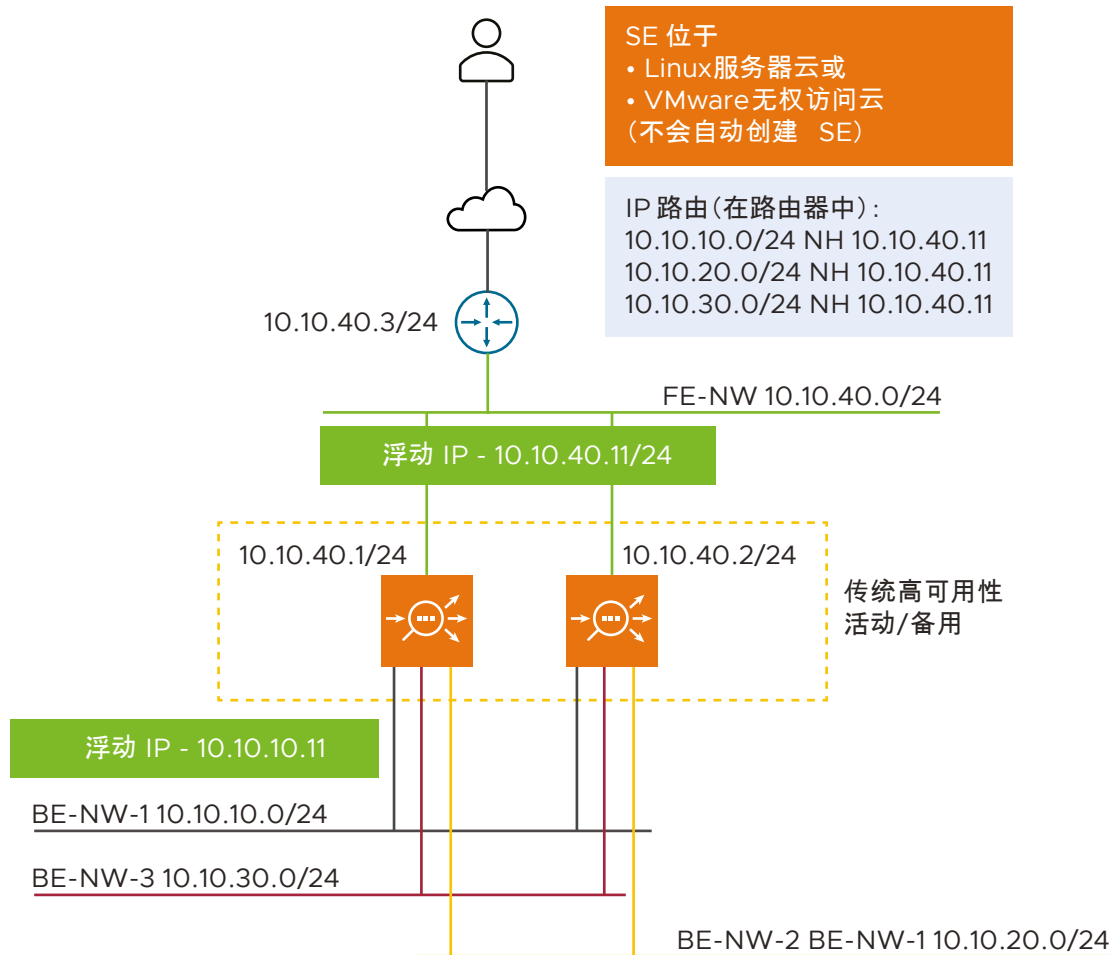 SE 位于
• Linux服务器云或
• VMware无权访问云
(不会自动创建 SE)
IP 路由(在路由器中):
10.10.10.0/24 NH 10.10.40.11
10.10.20.0/24 NH 10.10.40.11
10.10.30.0/24 NH 10.10.40.11
10.10.40.3/24
FE-NW 10.10.40.0/24
浮动 IP - 10.10.40.11/24
10.10.40.1/24
10.10.40.2/24
传统高可用性
活动/备用
浮动 IP - 10.10.10.11
BE-NW-1 10.10.10.0/24
BE-NW-3 10.10.30.0/24
BE-NW-2 BE-NW-1 10.10.20.0/24